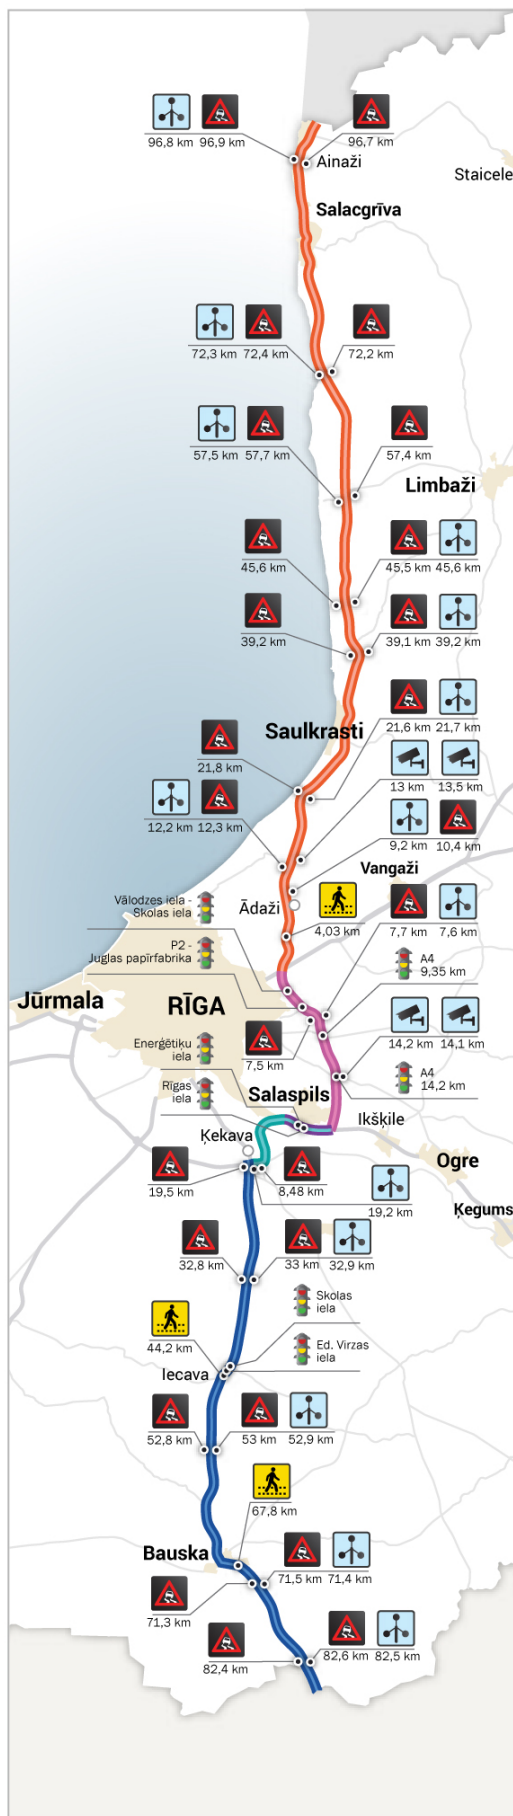 96,8 km 96,9 km
96,7 km
Ainaži
Staicele
Salacgrīva
72,3 km 72,4 km
72,2 km
57,5 km 57,7 km
57,4 km
Limbaži
45,6 km
45,5 km 45,6 km
39,2 km
39,1 km 39,2 km
21,6 km 21,7 km
Saulkrasti
21,8 km
13 km 13,5 km
12,2 km 12,3 km
9,2 km 10,4 km
Vangaži
Vālodzes iela -
Skolas iela
Ādaži
4,03 km
7,7 km 7,6 km
P2 -
Juglas papīrfabrika
A4
9,35 km
Jūrmala
RĪGA
14,2 km 14,1 km
7,5 km
Enerģētiķu
iela
A4
14,2 km
Rīgas
iela
Salaspils
Ikšķile
Ķekava
Ogre
19,5 km
8,48 km
19,2 km
Ķegums
32,8 km
33 km 32,9 km
Skolas
iela
44,2 km
Ed. Virzas
iela
Iecava
52,8 km
53 km 52,9 km
67,8 km
Bauska
71,5 km 71,4 km
71,3 km
82,4 km
82,6 km 82,5 km